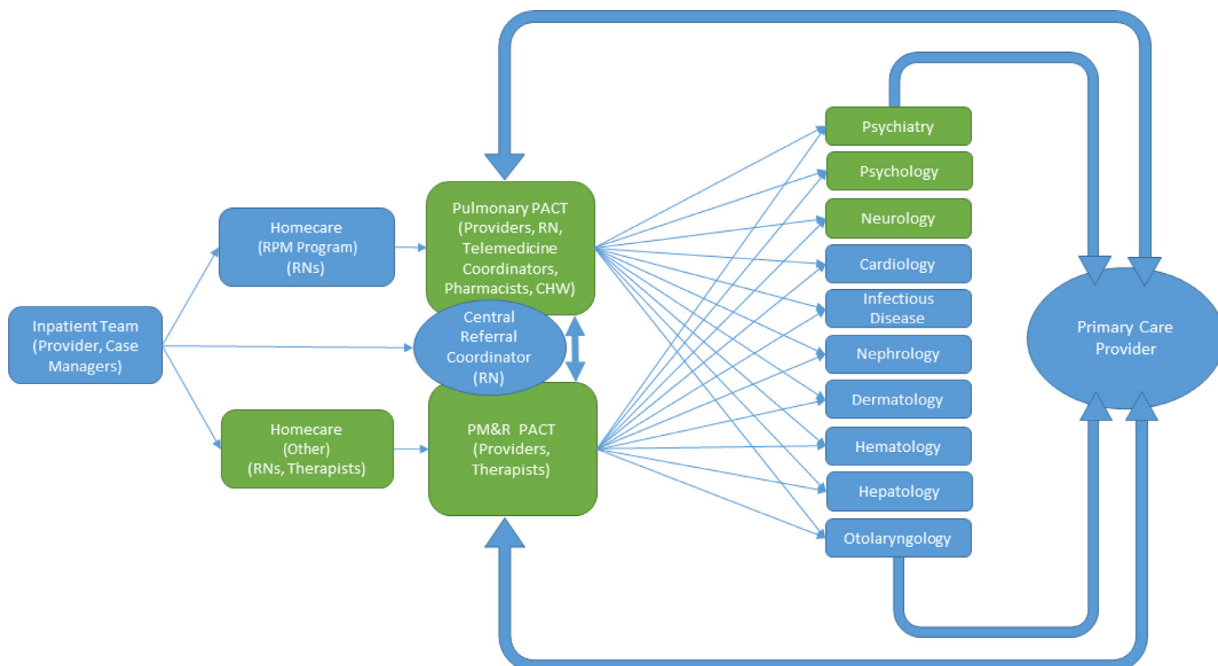 Inpatient Team
(Provider, Case
Managers)
Homecare
(RPM Program)
(RNs)
Homecare
(Other)
(RNs, Therapists)
Pulmonary PACT
(Providers, RN,
Telemedicine
Coordinators,
Pharmacists, CHW)
Central
Referral
Coordinator
(RN)
PM&R PACT
(Providers,
Therapists)
Psychiatry
Psychology
Neurology
Cardiology
Infectious
Disease
Nephrology
Dermatology
Hematology
Hepatology
Otolaryngology
Primary Care
Provider